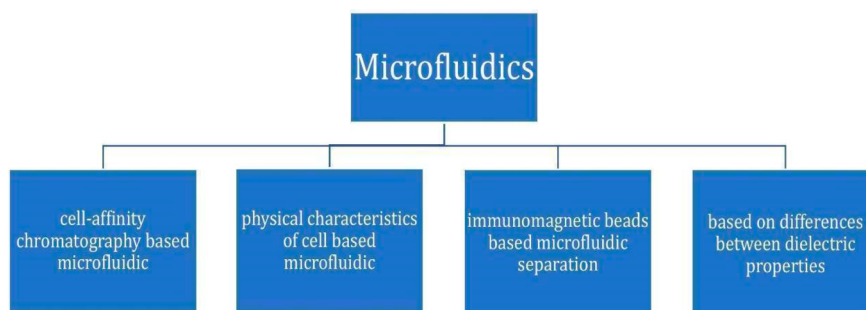 Microfluidics
cell-affinity
chromatography based
microfluidic
physical characteristics
of cell based
microfluidic
immunomagnetic beads
based microfluidic
separation
based on differences
between dielectric
properties